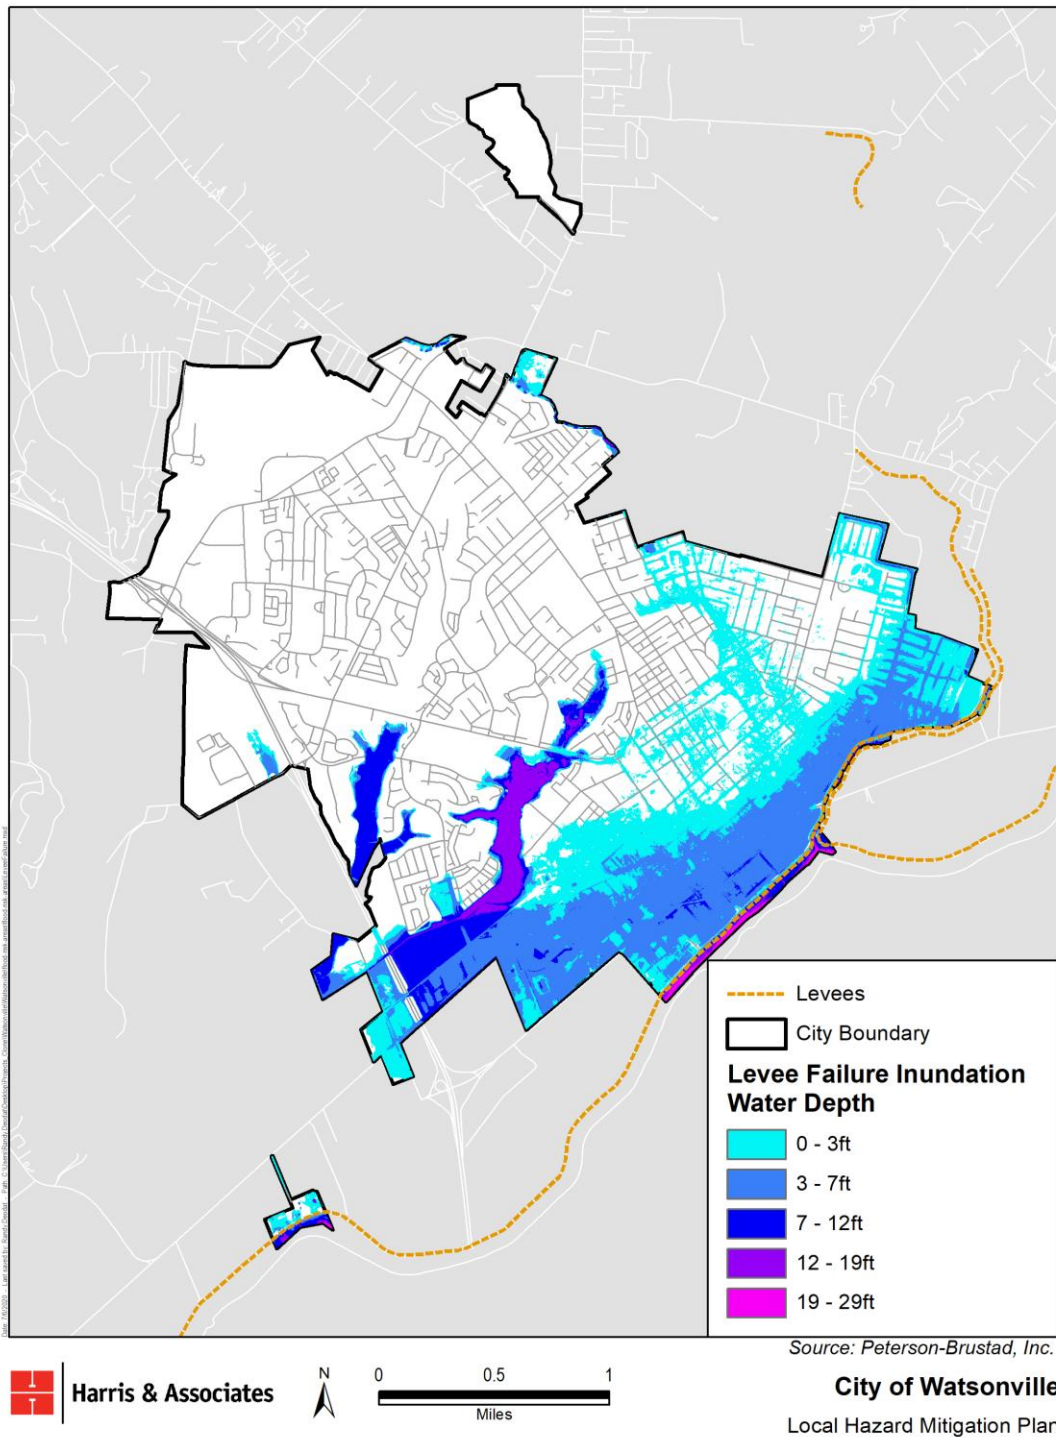 Levees
City Boundary
Levee Failure Inundation
Water Depth
0 - 3ft
3 - 7ft
7 - 12ft
12 - 19ft
19 - 29ft
Source: Peterson-Brustad, Inc.
Harris & Associates
N
0 0.5 1
Miles
City of Watsonville
Local Hazard Mitigation Plan